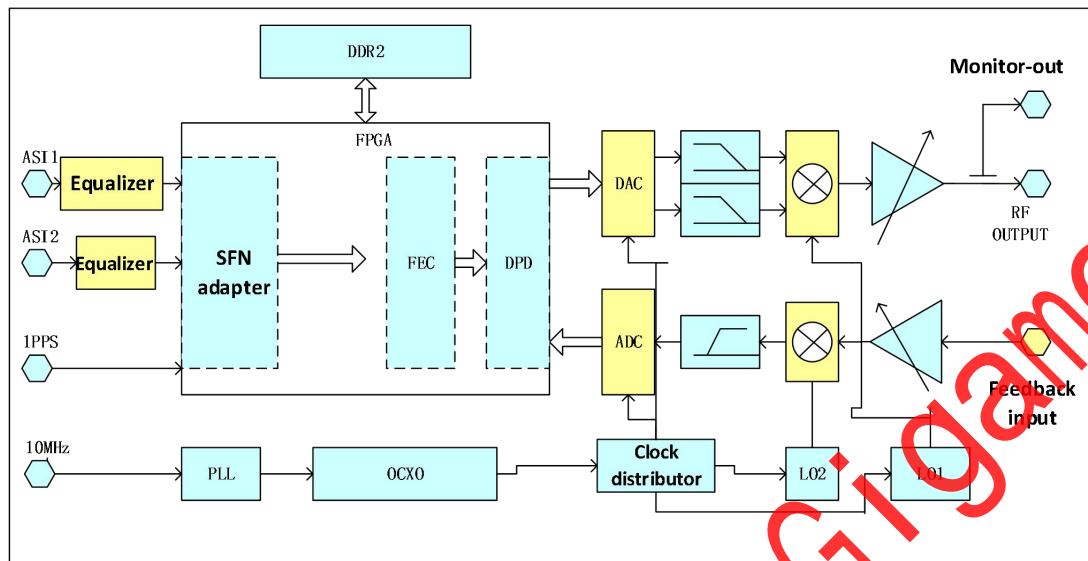 DDR2
Monitor-out
FPGA
ASI1
Equalizer
DAC
RF
OUTPUT
ASI2
Equalizer
SFN
adapter
FEC
DPD
ADC
1PPS
Feedback
input
10MHz
PLL
OCXO
Clock
distributor
LO2
LO1